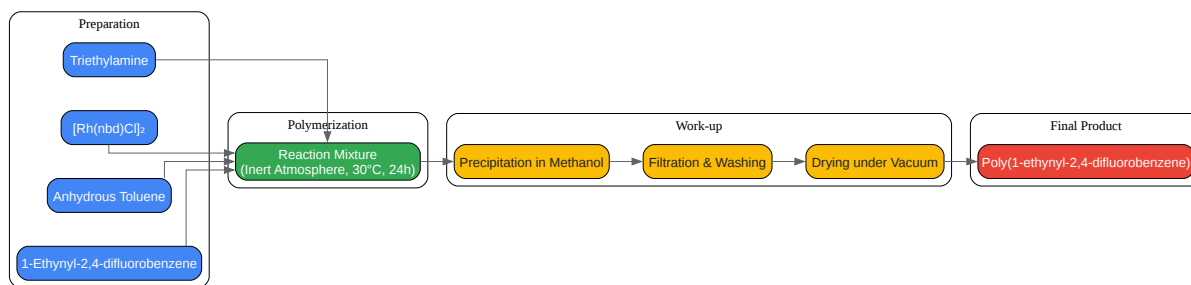 Preparation
Triethylamine
[Rh(nbd)Cl]₂
Anhydrous Toluene
1-Ethynyl-2,4-difluorobenzene
Polymerization
Reaction Mixture
(Inert Atmosphere, 30°C, 24h)
Work-up
Precipitation in Methanol
Filtration & Washing
Drying under Vacuum
Final Product
Poly(1-ethynyl-2,4-difluorobenzene)